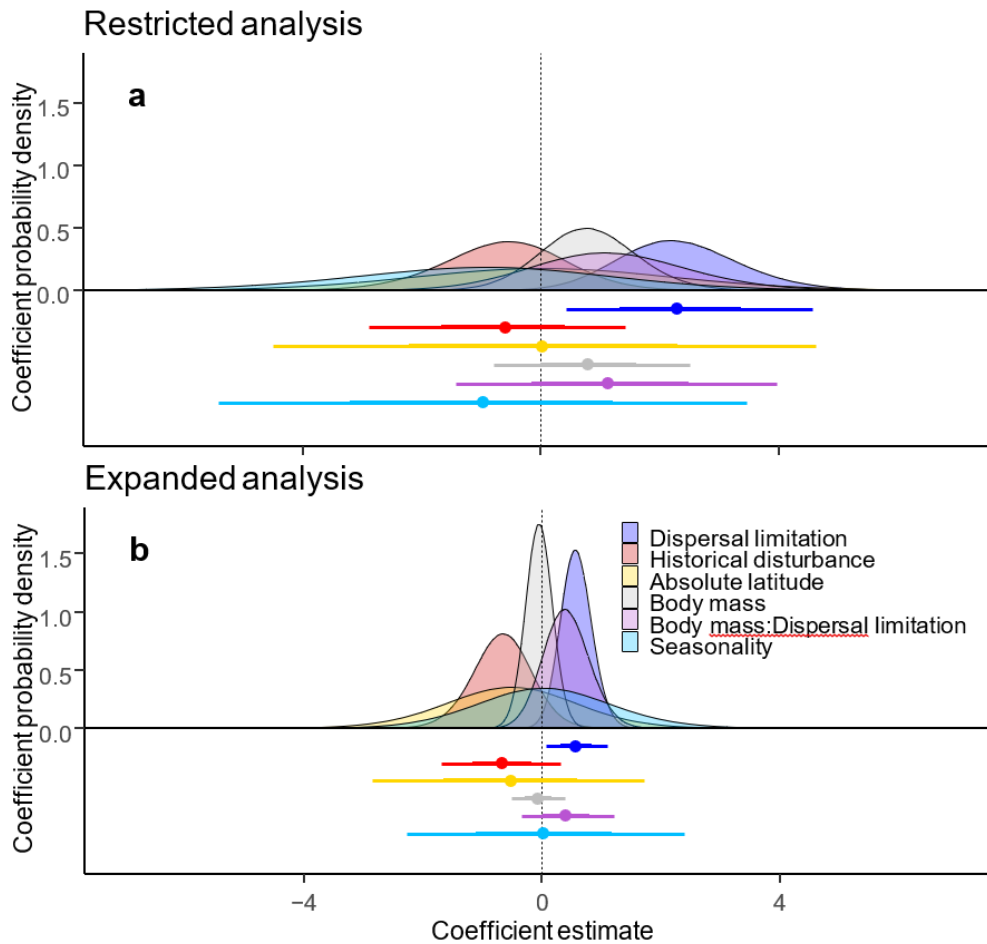 Restricted analysis
a
Coefficient probability density
1.5
1.0
0.5
0.0
Expanded analysis
b
Coefficient probability density
1.5
1.0
0.5
0.0
Dispersal limitation
Historical disturbance
Absolute latitude
Body mass
Body mass:Dispersal limitation
Seasonality
−4 0 4
Coefficient estimate